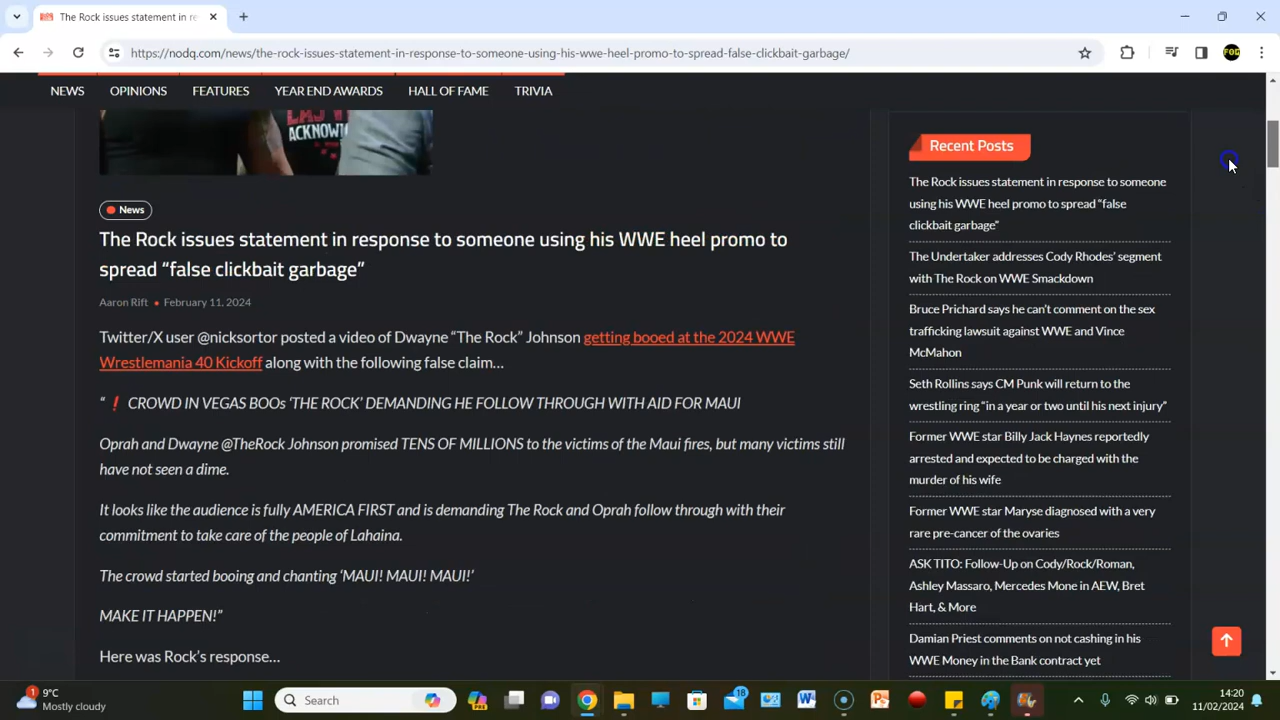 The Rock issues statement in re
https://nodq.com/news/the-rock-issues-statement-in-response-to-someone-using-his-wwe-heel-promo-to-spread-false-clickbait-garbage/
NEWS
OPINIONS
FEATURES
YEAR END AWARDS
HALL OF FAME
TRIVIA
ACKNOW
News
The Rock issues statement in response to someone using his WWE heel promo to
spread “false clickbait garbage”
Aaron Rift • February 11, 2024
Twitter/X user @nicksortor posted a video of Dwayne “The Rock” Johnson getting booed at the 2024 WWE
Wrestlemania 40 Kickoff along with the following false claim…
“❗ CROWD IN VEGAS BOOs ‘THE ROCK’ DEMANDING HE FOLLOW THROUGH WITH AID FOR MAUI
Oprah and Dwayne @TheRock Johnson promised TENS OF MILLIONS to the victims of the Maui fires, but many victims still
have not seen a dime.
It looks like the audience is fully AMERICA FIRST and is demanding The Rock and Oprah follow through with their
commitment to take care of the people of Lahaina.
The crowd started booing and chanting ‘MAUI! MAUI! MAUI!’
MAKE IT HAPPEN!”
Here was Rock’s response…
Recent Posts
The Rock issues statement in response to someone
using his WWE heel promo to spread “false
clickbait garbage”
The Undertaker addresses Cody Rhodes’ segment
with The Rock on WWE Smackdown
Bruce Prichard says he can’t comment on the sex
trafficking lawsuit against WWE and Vince
McMahon
Seth Rollins says CM Punk will return to the
wrestling ring “in a year or two until his next injury”
Former WWE star Billy Jack Haynes reportedly
arrested and expected to be charged with the
murder of his wife
Former WWE star Maryse diagnosed with a very
rare pre-cancer of the ovaries
ASK TITO: Follow-Up on Cody/Rock/Roman,
Ashley Massaro, Mercedes Mone in AEW, Bret
Hart, & More
Damian Priest comments on not cashing in his
WWE Money in the Bank contract yet
1
9°C
Mostly cloudy
Search
18
14:20
11/02/2024